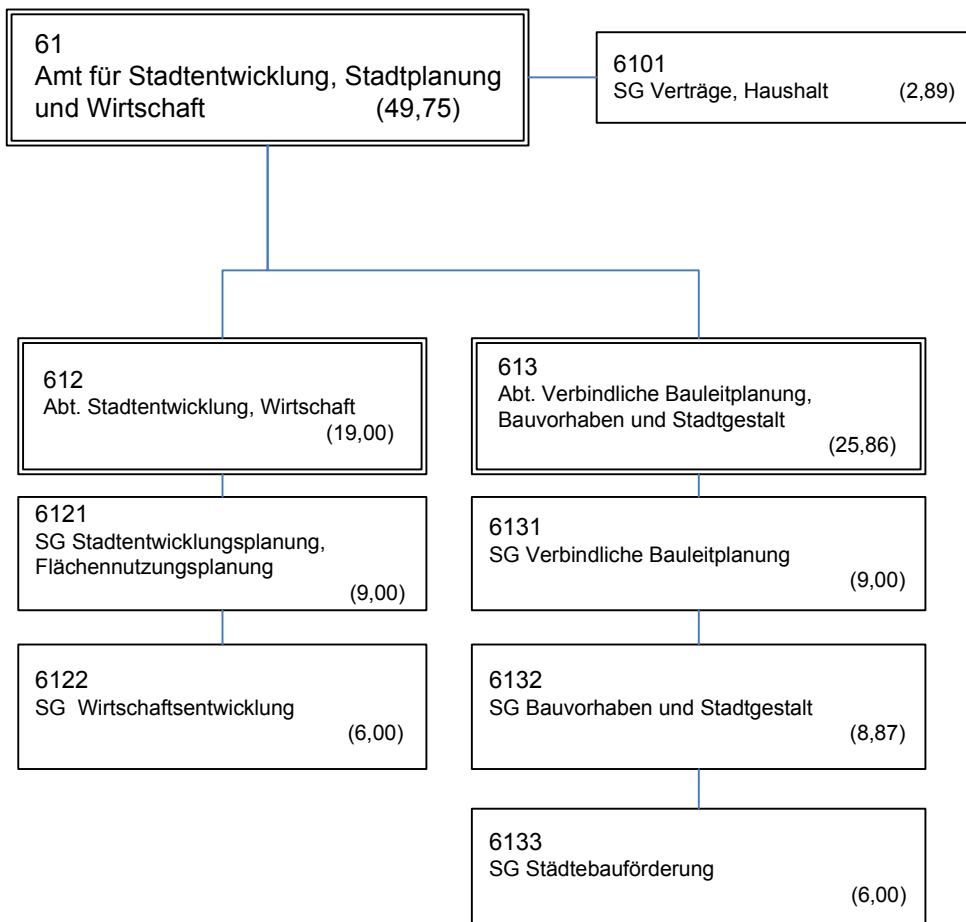 61
Amt für Stadtentwicklung, Stadtplanung
und Wirtschaft (49,75)
6101
SG Verträge, Haushalt (2,89)
612
Abt. Stadtentwicklung, Wirtschaft
(19,00)
613
Abt. Verbindliche Bauleitplanung,
Bauvorhaben und Stadtgestalt
(25,86)
6121
SG Stadtentwicklungsplanung,
Flächennutzungsplanung
(9,00)
6131
SG Verbindliche Bauleitplanung
(9,00)
6122
SG Wirtschaftsentwicklung
(6,00)
6132
SG Bauvorhaben und Stadtgestalt
(8,87)
6133
SG Städtebauförderung
(6,00)